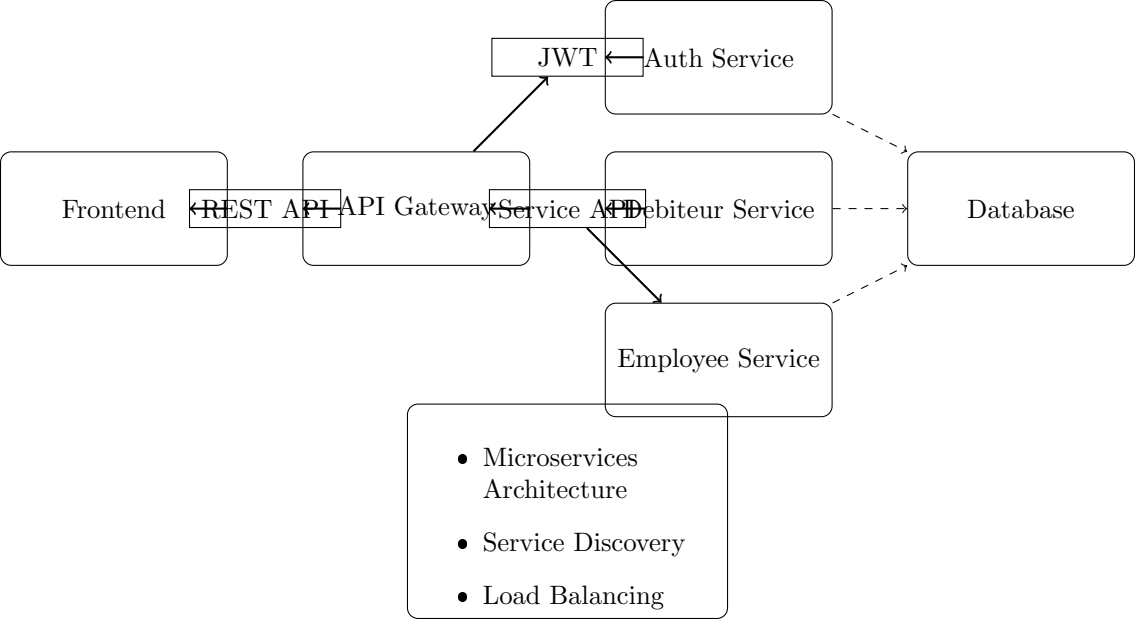 JWT
Auth Service
Frontend
REST API
API Gateway
Service API
Debiteur Service
Database
Employee Service
• Microservices
Architecture
• Service Discovery
• Load Balancing